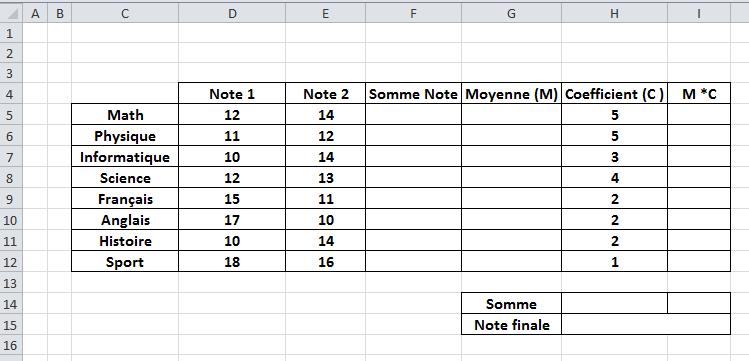 A B C D E F G H I
1
2
3
4 Note 1 Note 2 Somme Note Moyenne (M) Coefficient (C ) M *C
5 Math 12 14 5
6 Physique 11 12 5
7 Informatique 10 14 3
8 Science 12 13 4
9 Français 15 11 2
10 Anglais 17 10 2
11 Histoire 10 14 2
12 Sport 18 16 1
13
14 Somme
15 Note finale
16